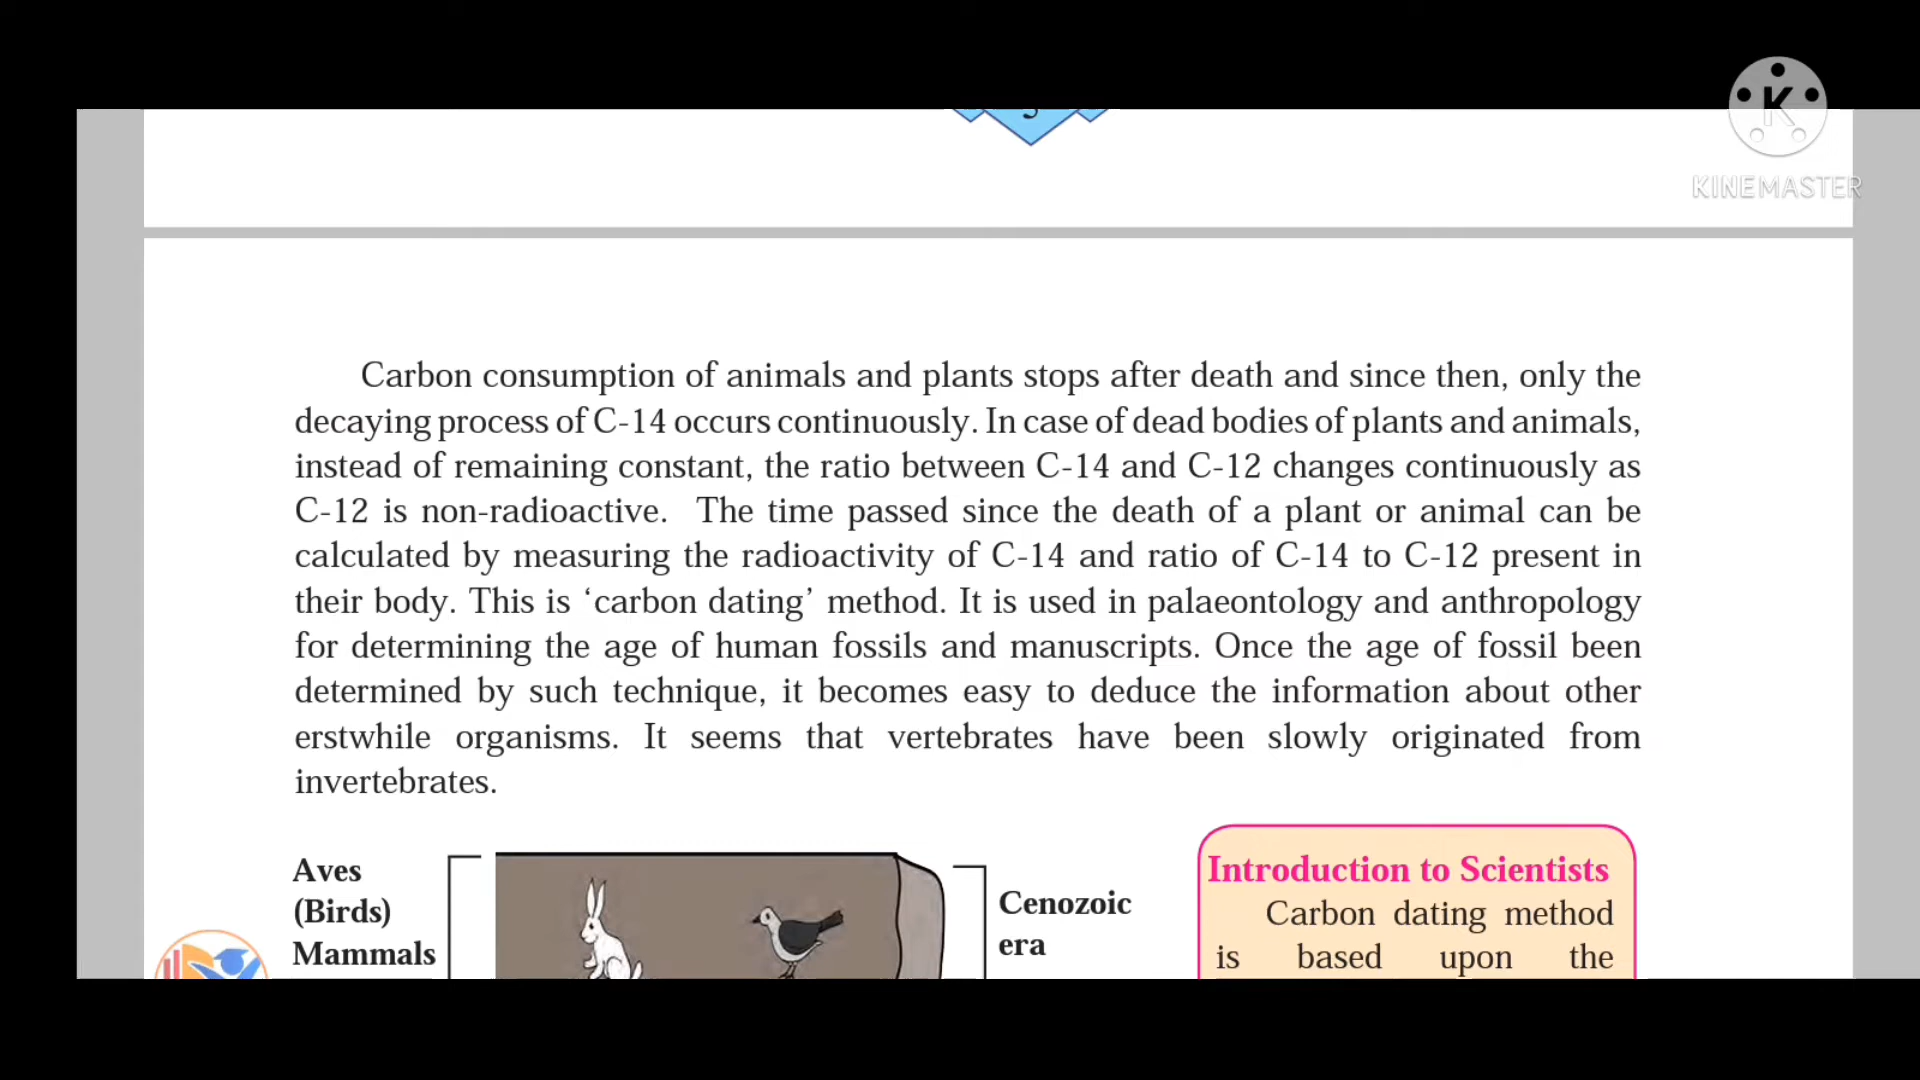 K
KINEMASTER
Carbon consumption of animals and plants stops after death and since then, only the
decaying process of C-14 occurs continuously. In case of dead bodies of plants and animals,
instead of remaining constant, the ratio between C-14 and C-12 changes continuously as
C-12 is non-radioactive. The time passed since the death of a plant or animal can be
calculated by measuring the radioactivity of C-14 and ratio of C-14 to C-12 present in
their body. This is ‘carbon dating’ method. It is used in palaeontology and anthropology
for determining the age of human fossils and manuscripts. Once the age of fossil been
determined by such technique, it becomes easy to deduce the information about other
erstwhile organisms. It seems that vertebrates have been slowly originated from
invertebrates.
Aves
(Birds)
Mammals
Cenozoic
era
Introduction to Scientists
Carbon dating method
is based upon the